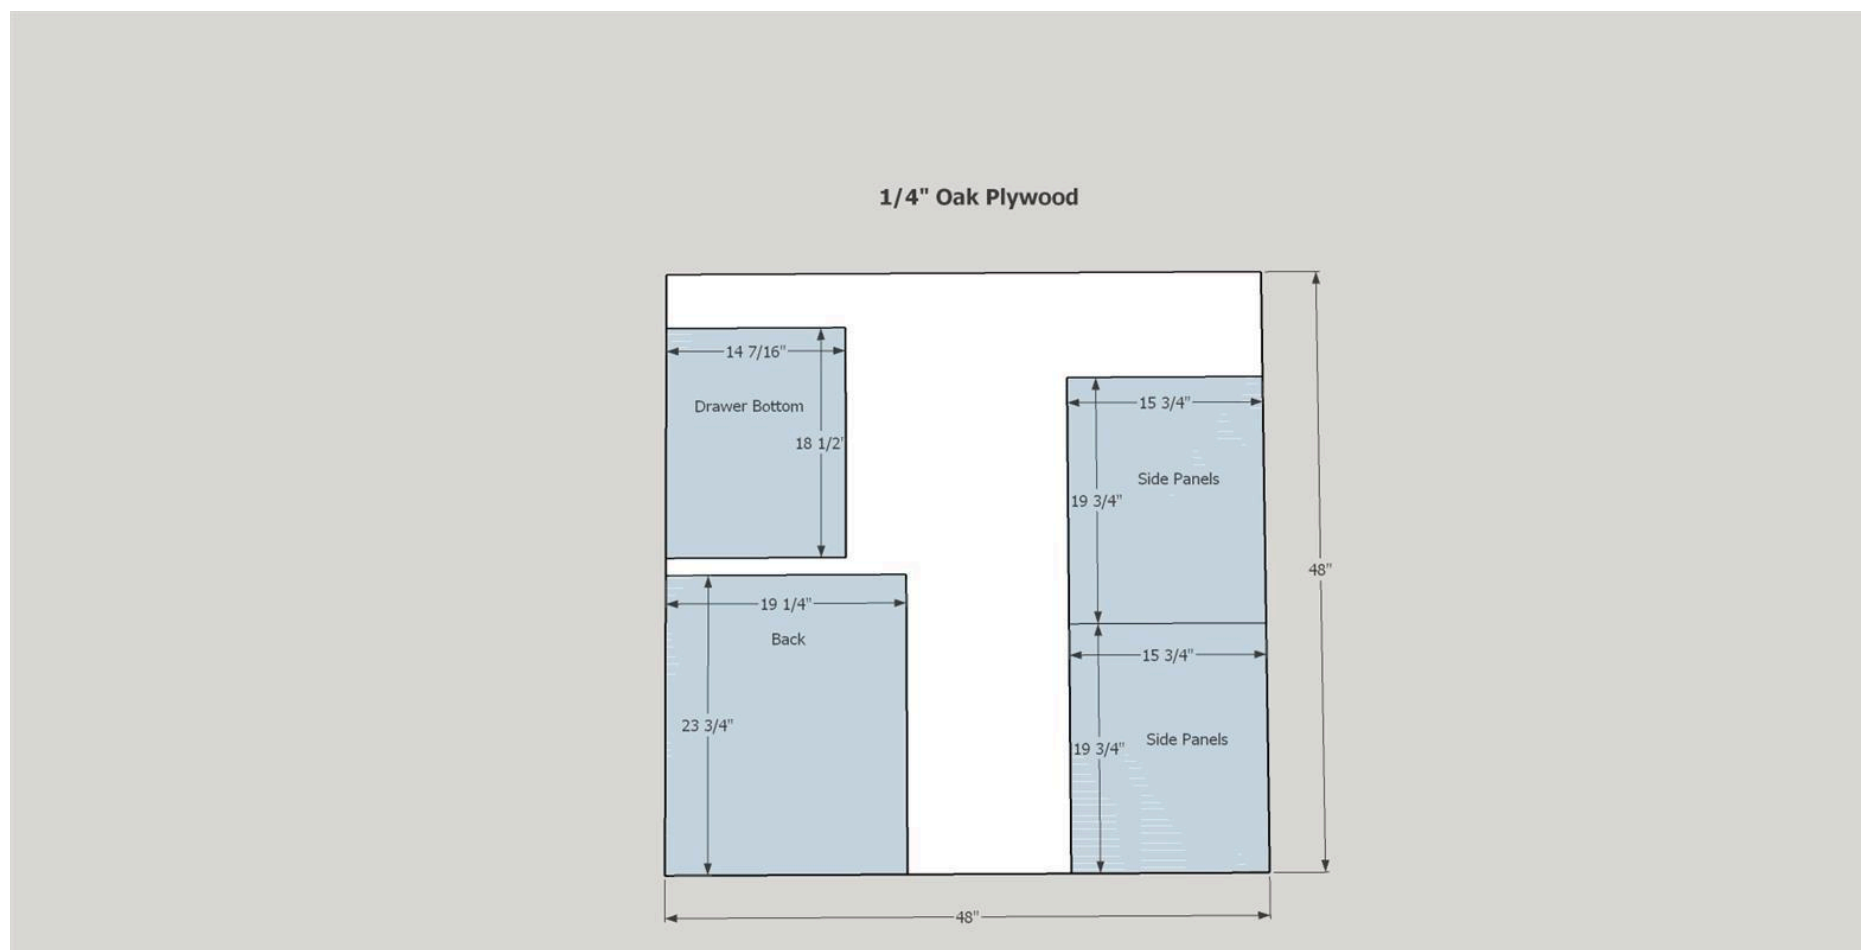 1/4" Oak Plywood
14 7/16"
Drawer Bottom
18 1/2'
15 3/4"
Side Panels
19 3/4"
48"
19 1/4"
Back
23 3/4"
15 3/4"
Side Panels
19 3/4"
48"